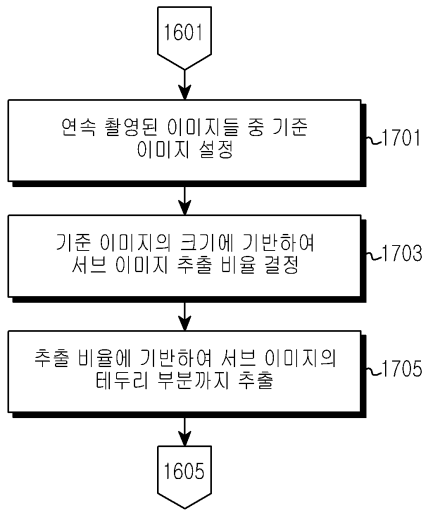 1601
연속 촬영된 이미지들 중 기준
이미지 설정
1701
기준 이미지의 크기에 기반하여
서브 이미지 추출 비율 결정
1703
추출 비율에 기반하여 서브 이미지의
테두리 부분까지 추출
1705
1605